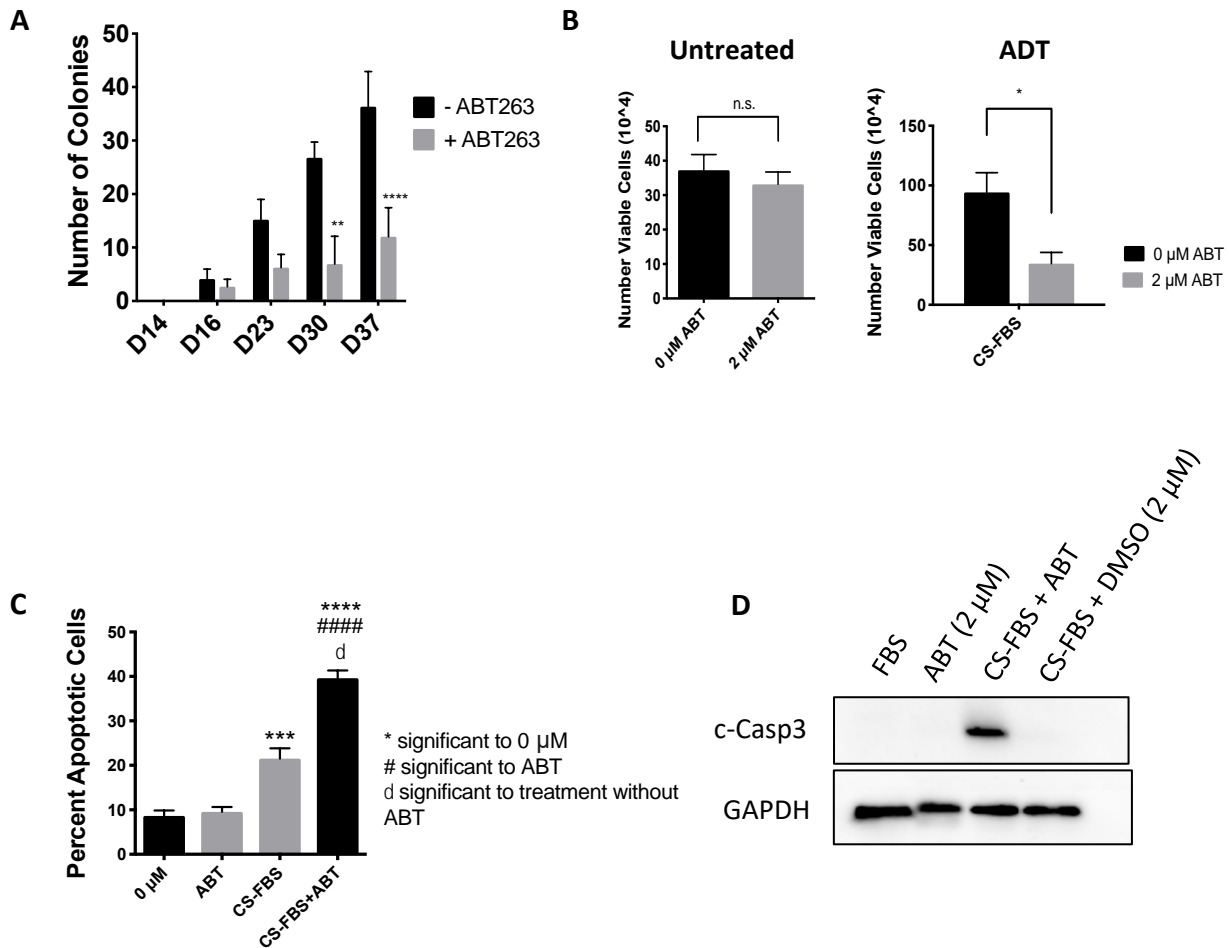 A
Number of Colonies
50
40
30
20
10
0
D14
D16
D23
D30
D37
**
****
- ABT263
+ ABT263
B
Untreated
Number Viable Cells (10^4)
50
40
30
20
10
0
n.s.
0 µM ABT
2 µM ABT
ADT
Number Viable Cells (10^4)
150
100
50
0
*
CS-FBS
0 µM ABT
2 µM ABT
C
Percent Apoptotic Cells
50
40
30
20
10
0
***
****
####
d
0 µM
ABT
CS-FBS
CS-FBS+ABT
* significant to 0 µM
# significant to ABT
d significant to treatment without
ABT
D
FBS
ABT (2 µM)
CS-FBS + ABT
CS-FBS + DMSO (2 µM)
c-Casp3
GAPDH